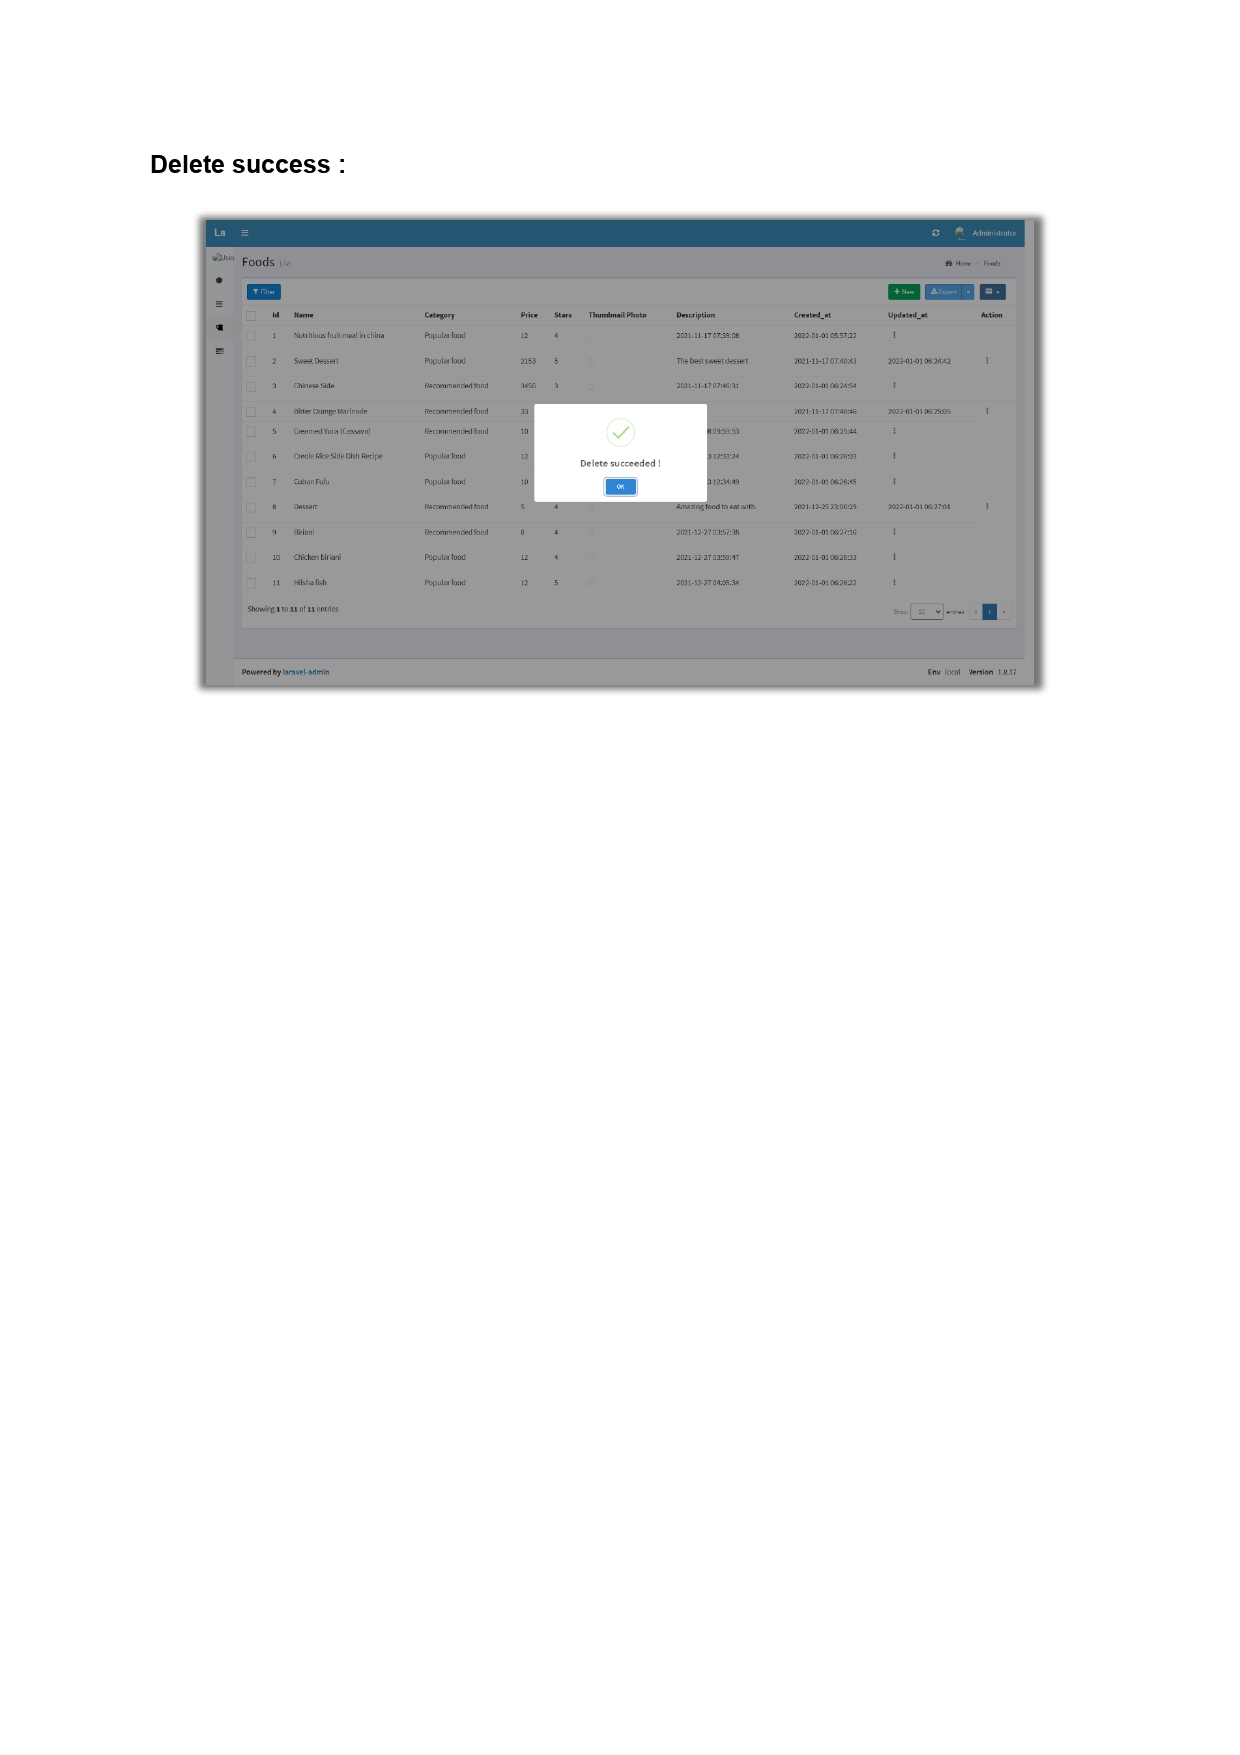 Delete success :
La Administrator
User
Foods List Home > Foods
Filter New Export
Id Name Category Price Stars Thumbnail Photo Description Created_at Updated_at Action
1 Nutritious fruit meal in china Popular food 12 4 2021-11-17 07:39:08 2022-01-01 05:57:22
2 Sweet Dessert Popular food 2153 5 The best sweet dessert 2021-11-17 07:40:43 2022-01-01 06:24:42
3 Chinese Side Recommended food 3456 3 2021-11-17 07:46:31 2022-01-01 06:24:54
4 Bitter Orange Marinade Recommended food 33 2021-11-17 07:48:46 2022-01-01 06:25:05
5 Creamed Yuca (Cassava) Recommended food 10 09:59:53 2022-01-01 06:25:44
6 Creole Rice Side Dish Recipe Popular food 12 12:33:24 2022-01-01 06:26:03
7 Cuban Fufu Popular food 10 12:34:49 2022-01-01 06:26:45
8 Dessert Recommended food 5 4 Amazing food to eat with. 2021-12-25 23:06:29 2022-01-01 06:27:01
9 Biriani Recommended food 8 4 2021-12-27 03:57:38 2022-01-01 06:27:16
10 Chicken biriani Popular food 12 4 2021-12-27 03:59:47 2022-01-01 06:26:33
11 Hilsha fish Popular food 12 5 2021-12-27 04:05:34 2022-01-01 06:26:22
Delete succeeded !
OK
Showing 1 to 11 of 11 entries Show entries « 1 »
Powered by laravel-admin Env local Version 1.8.17